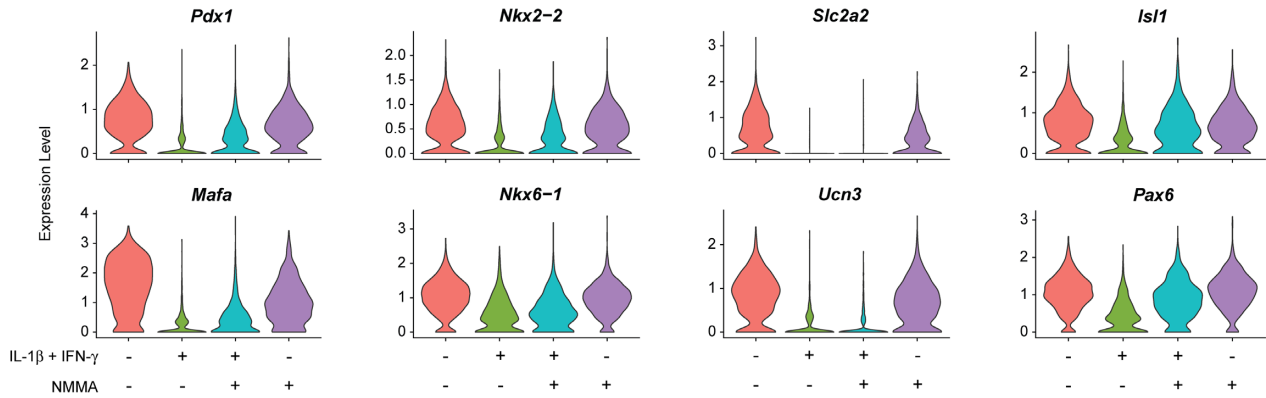 Pdx1
Nkx2−2
Slc2a2
Isl1
2
1
0
2.0
1.5
1.0
0.5
0
3
2
1
0
2
1
0
Expression Level
Mafa
Nkx6−1
Ucn3
Pax6
4
3
2
1
0
3
2
1
0
2
1
0
3
2
1
0
IL-1β + IFN-γ - + + - - + + - - + + - - + + -
NMMA - - + + - - + + - - + + - - + +